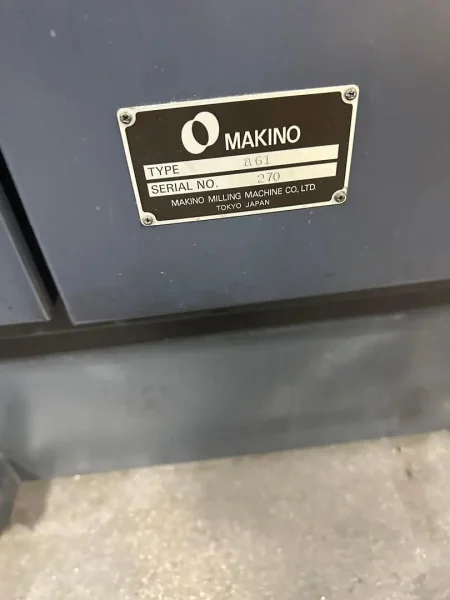 MAKINO
TYPE a61
SERIAL NO. 270
MAKINO MILLING MACHINE CO., LTD.
TOKYO JAPAN